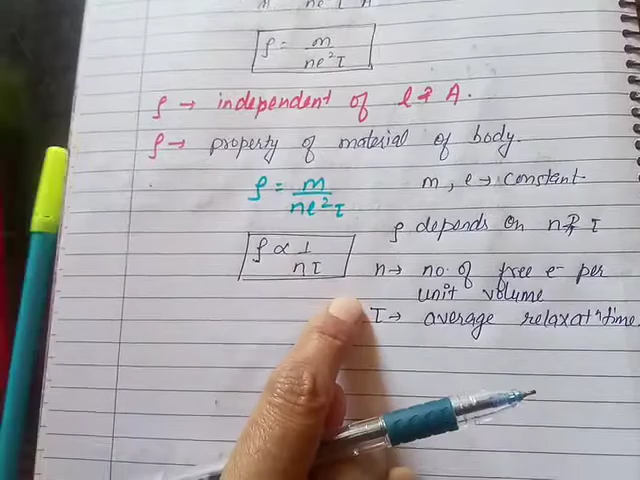 ρ = m / ne²τ
ρ → independent of l & A.
ρ → property of material of body.
ρ = m / ne²τ
m, e → constant
ρ depends on n & τ
ρ ∝ 1 / nτ
n → no. of free e⁻ per
unit volume
τ → average relaxatⁿ time